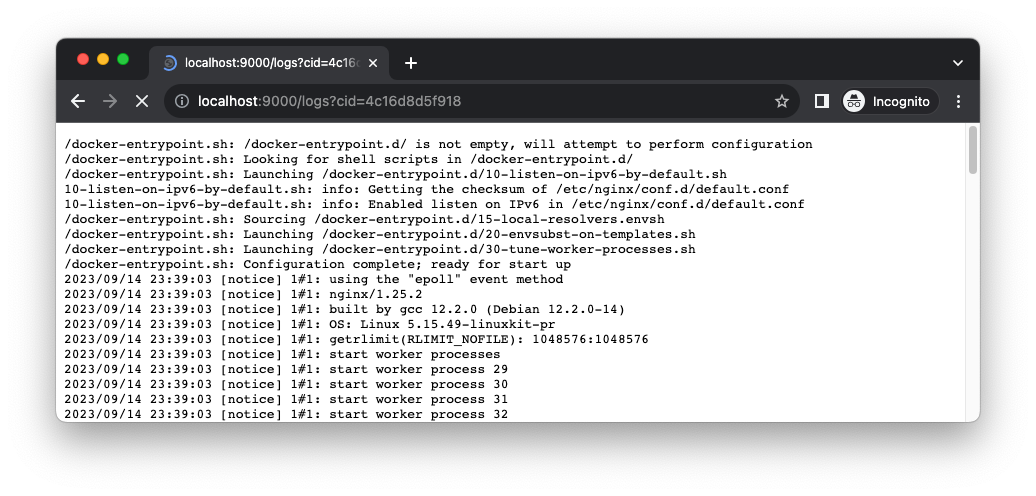 localhost:9000/logs?cid=4c16
localhost:9000/logs?cid=4c16d8d5f918
Incognito
/docker-entrypoint.sh: /docker-entrypoint.d/ is not empty, will attempt to perform configuration
/docker-entrypoint.sh: Looking for shell scripts in /docker-entrypoint.d/
/docker-entrypoint.sh: Launching /docker-entrypoint.d/10-listen-on-ipv6-by-default.sh
10-listen-on-ipv6-by-default.sh: info: Getting the checksum of /etc/nginx/conf.d/default.conf
10-listen-on-ipv6-by-default.sh: info: Enabled listen on IPv6 in /etc/nginx/conf.d/default.conf
/docker-entrypoint.sh: Sourcing /docker-entrypoint.d/15-local-resolvers.envsh
/docker-entrypoint.sh: Launching /docker-entrypoint.d/20-envsubst-on-templates.sh
/docker-entrypoint.sh: Launching /docker-entrypoint.d/30-tune-worker-processes.sh
/docker-entrypoint.sh: Configuration complete; ready for start up
2023/09/14 23:39:03 [notice] 1#1: using the "epoll" event method
2023/09/14 23:39:03 [notice] 1#1: nginx/1.25.2
2023/09/14 23:39:03 [notice] 1#1: built by gcc 12.2.0 (Debian 12.2.0-14)
2023/09/14 23:39:03 [notice] 1#1: OS: Linux 5.15.49-linuxkit-pr
2023/09/14 23:39:03 [notice] 1#1: getrlimit(RLIMIT_NOFILE): 1048576:1048576
2023/09/14 23:39:03 [notice] 1#1: start worker processes
2023/09/14 23:39:03 [notice] 1#1: start worker process 29
2023/09/14 23:39:03 [notice] 1#1: start worker process 30
2023/09/14 23:39:03 [notice] 1#1: start worker process 31
2023/09/14 23:39:03 [notice] 1#1: start worker process 32